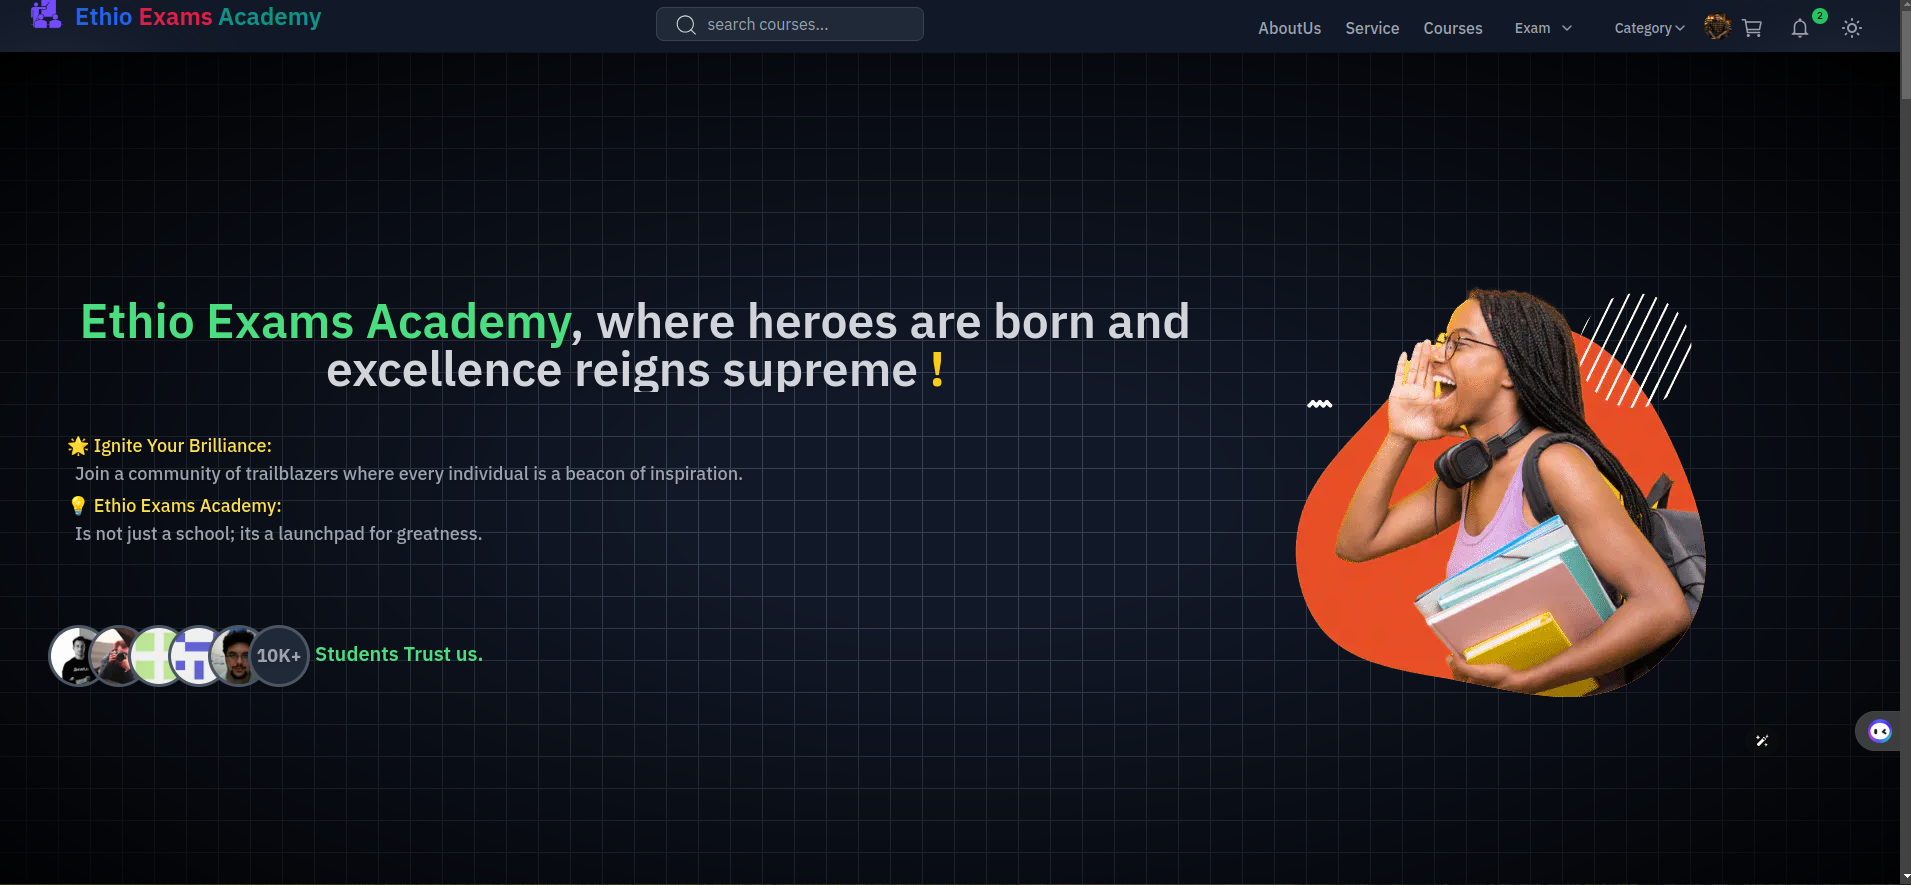 Ethio Exams Academy
search courses...
AboutUs
Service
Courses
Exam
Category
2
Ethio Exams Academy, where heroes are born and
excellence reigns supreme !
🌟 Ignite Your Brilliance:
Join a community of trailblazers where every individual is a beacon of inspiration.
💡 Ethio Exams Academy:
Is not just a school; its a launchpad for greatness.
10K+ Students Trust us.